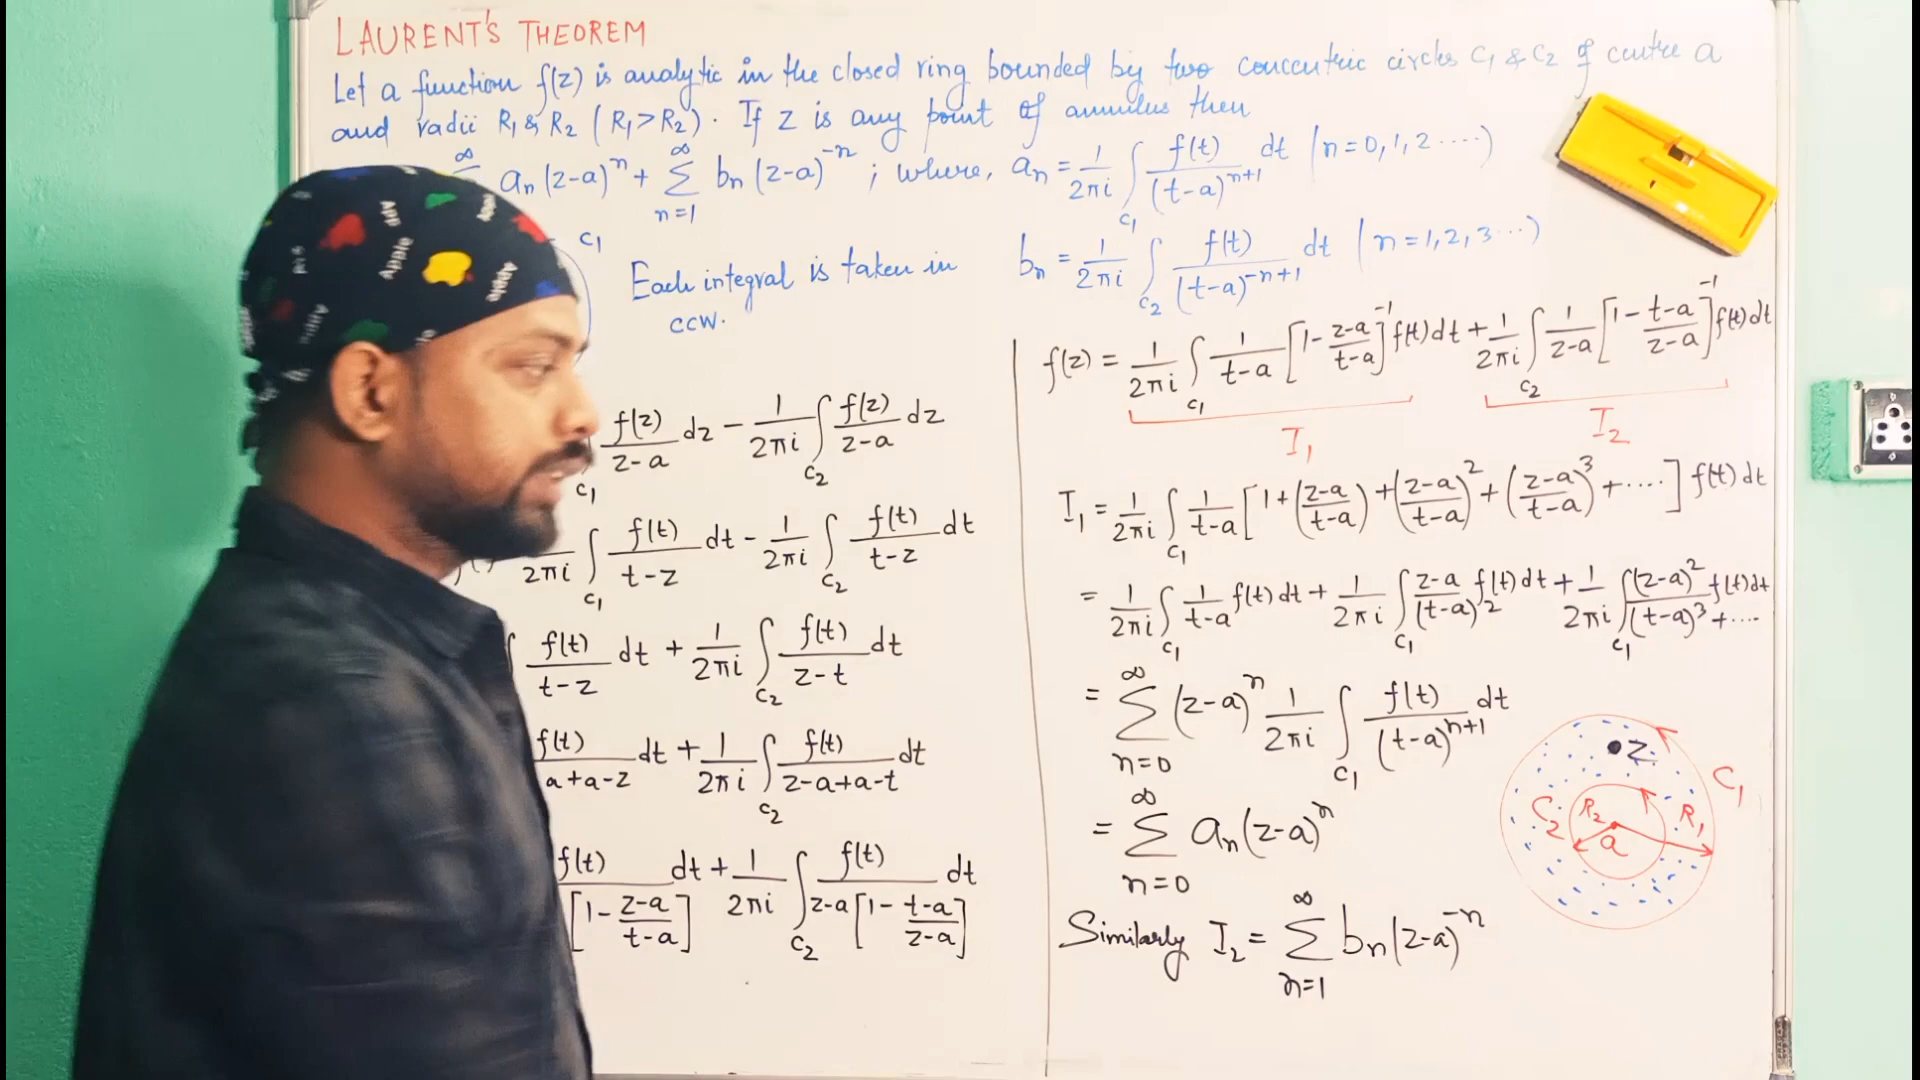 LAURENT'S THEOREM
Let a function f(z) is analytic in the closed ring bounded by two concentric circles C₁ & C₂ of centre a
and radii R₁ & R₂ (R₁>R₂). If z is any point of annulus then
∞ aₙ(z-a)ⁿ + ∑_{n=1}^{∞} bₙ(z-a)⁻ⁿ ; where, aₙ = 1/2πi ∫_{C₁} f(t)/(t-a)ⁿ⁺¹ dt (n=0,1,2....)
C₁
Each integral is taken in
ccw.
bₙ = 1/2πi ∫_{C₂} f(t)/(t-a)⁻ⁿ⁺¹ dt (n=1,2,3...)
∫_{C₁} f(z)/z-a dz - 1/2πi ∫_{C₂} f(z)/z-a dz
1/2πi ∫_{C₁} f(t)/t-z dt - 1/2πi ∫_{C₂} f(t)/t-z dt
∫ f(t)/t-z dt + 1/2πi ∫_{C₂} f(t)/z-t dt
f(t)/a+a-z dt + 1/2πi ∫_{C₂} f(t)/z-a+a-t dt
f(t)/[1 - z-a/t-a] dt + 1/2πi ∫_{C₂} f(t)/z-a[1 - t-a/z-a] dt
f(z) = 1/2πi ∫_{C₁} 1/t-a [1 - z-a/t-a]⁻¹ f(t)dt + 1/2πi ∫_{C₂} 1/z-a [1 - t-a/z-a]⁻¹ f(t)dt
I₁ I₂
I₁ = 1/2πi ∫_{C₁} 1/t-a [1+(z-a/t-a)+(z-a/t-a)²+(z-a/t-a)³+....] f(t)dt
= 1/2πi ∫_{C₁} 1/t-a f(t)dt + 1/2πi ∫_{C₁} z-a/(t-a)² f(t)dt + 1/2πi ∫_{C₁} (z-a)²/(t-a)³ f(t)dt +....
= ∑_{n=0}^{∞} (z-a)ⁿ 1/2πi ∫_{C₁} f(t)/(t-a)ⁿ⁺¹ dt
= ∑_{n=0}^{∞} aₙ(z-a)ⁿ
Similarly I₂ = ∑_{n=1}^{∞} bₙ(z-a)⁻ⁿ
z
C₁
C₂ R₂ R₁
a
Apple
Apple